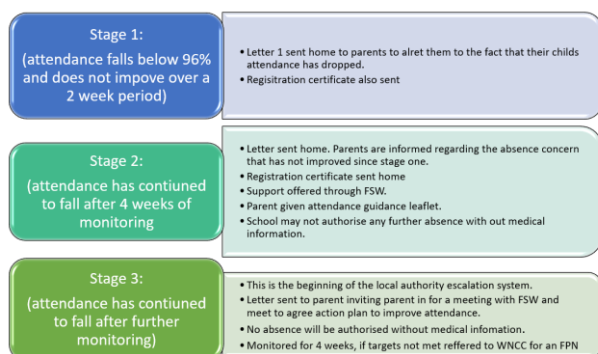 Stage 1:
(attendance falls below 96%
and does not impove over a
2 week period)
• Letter 1 sent home to parents to alret them to the fact that their childs
attendance has dropped.
• Regisitration certificate also sent
Stage 2:
(attendance has contiuned
to fall after 4 weeks of
monitoring
• Letter sent home. Parents are informed regarding the absence concern
that has not improved since stage one.
• Registration certificate sent home
• Support offered through FSW.
• Parent given attendance guidance leaflet.
• School may not authorise any further absence with out medical
information.
Stage 3:
(attendance has contiuned
to fall after further
monitoring)
• This is the beginning of the local authority escalation system.
• Letter sent to parent inviting parent in for a meeting with FSW and
meet to agree action plan to improve attendance.
• No absence will be authorised without medical infomation.
• Monitored for 4 weeks, if targets not met reffered to WNCC for an FPN